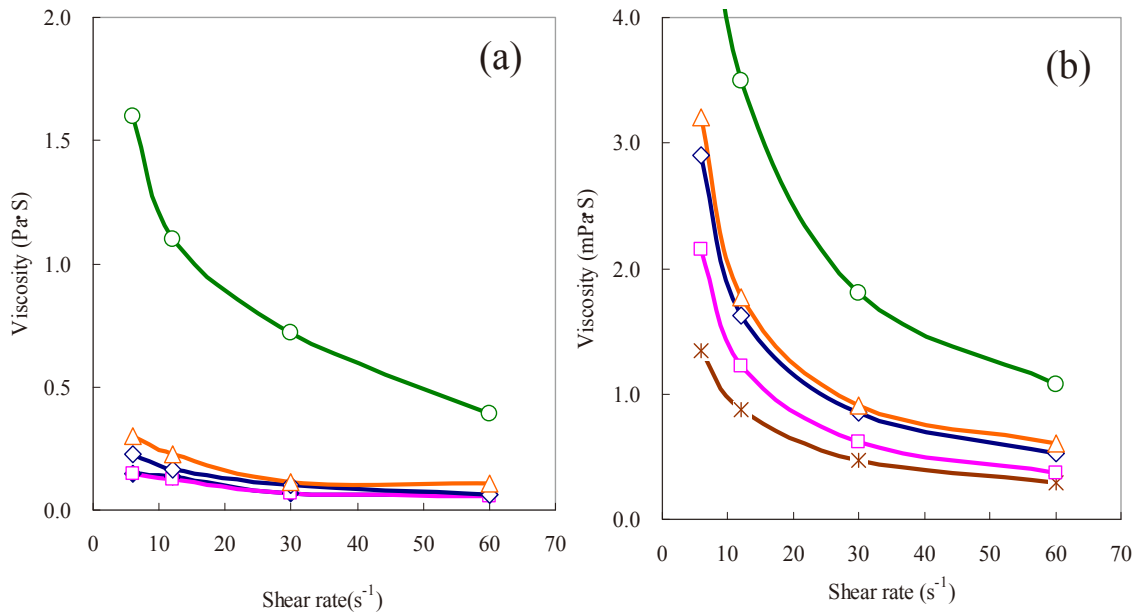 (a)
2.0
1.5
1.0
0.5
0.0
0 10 20 30 40 50 60 70
Viscosity (Pa·S)
Shear rate(s⁻¹)
(b)
4.0
3.0
2.0
1.0
0.0
0 10 20 30 40 50 60 70
Viscosity (mPa·S)
Shear rate (s⁻¹)